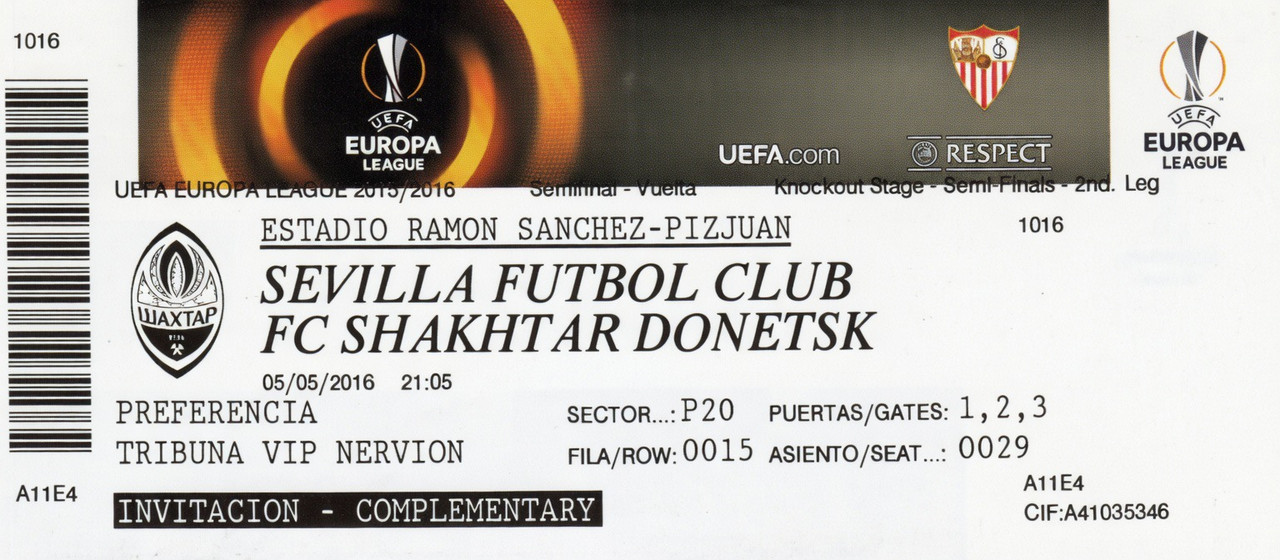 1016
UEFA
EUROPA
LEAGUE
UEFA.com
RESPECT
UEFA
EUROPA
LEAGUE
UEFA EUROPA LEAGUE 2015/2016 Semifinal - Vuelta Knockout Stage - Semi-Finals - 2nd. Leg
ESTADIO RAMON SANCHEZ-PIZJUAN 1016
ШАХТАР
SEVILLA FUTBOL CLUB
FC SHAKHTAR DONETSK
05/05/2016 21:05
PREFERENCIA SECTOR...: P20 PUERTAS/GATES: 1,2,3
TRIBUNA VIP NERVION FILA/ROW: 0015 ASIENTO/SEAT...: 0029
A11E4
A11E4
INVITACION - COMPLEMENTARY
CIF:A41035346